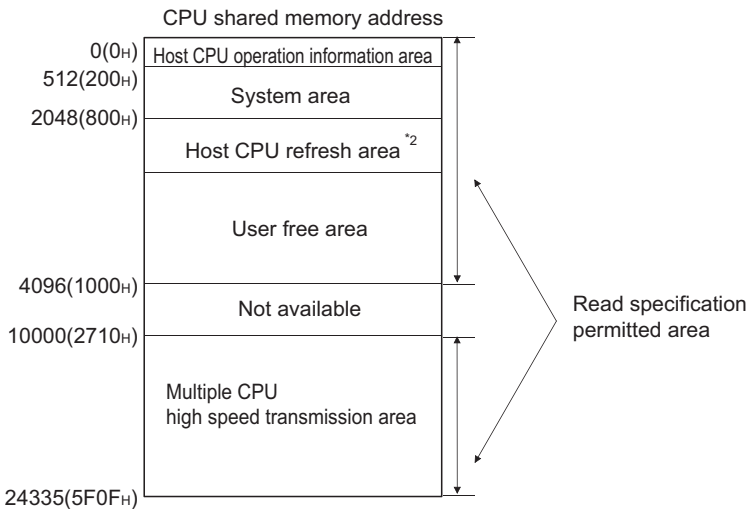 CPU shared memory address
0(0H)
Host CPU operation information area
512(200H)
System area
2048(800H)
Host CPU refresh area *2
User free area
4096(1000H)
Not available
10000(2710H)
Read specification
permitted area
Multiple CPU
high speed transmission area
24335(5F0FH)